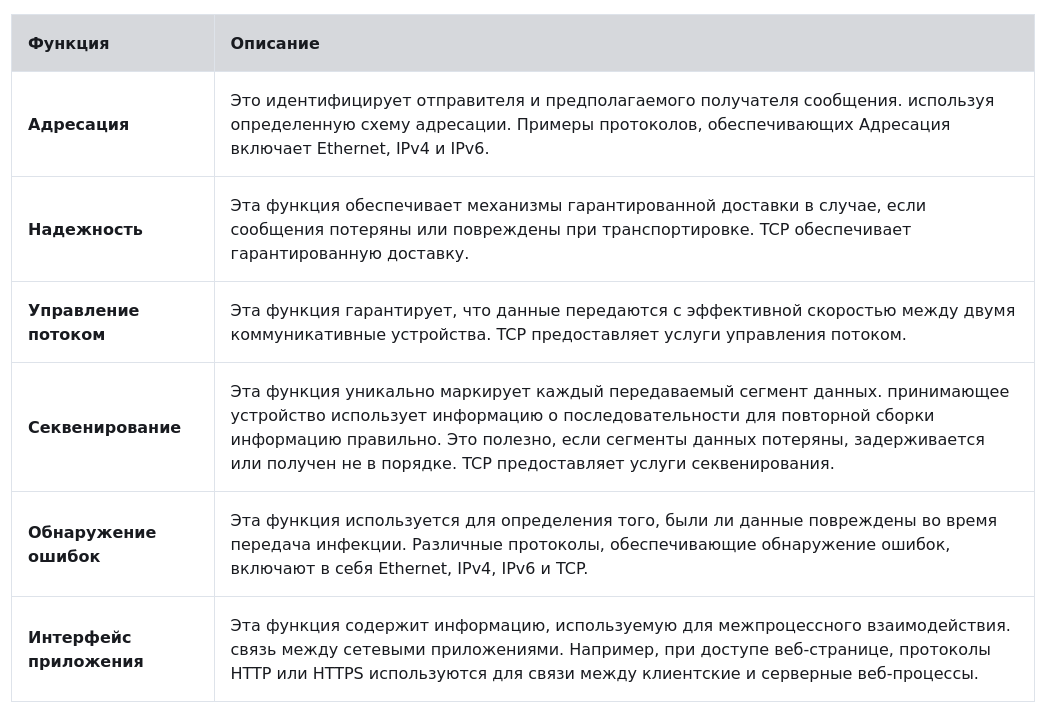 Функция
Описание
Адресация
Это идентифицирует отправителя и предполагаемого получателя сообщения. используя
определенную схему адресации. Примеры протоколов, обеспечивающих Адресация
включает Ethernet, IPv4 и IPv6.
Надежность
Эта функция обеспечивает механизмы гарантированной доставки в случае, если
сообщения потеряны или повреждены при транспортировке. TCP обеспечивает
гарантированную доставку.
Управление
потоком
Эта функция гарантирует, что данные передаются с эффективной скоростью между двумя
коммуникативные устройства. TCP предоставляет услуги управления потоком.
Секвенирование
Эта функция уникально маркирует каждый передаваемый сегмент данных. принимающее
устройство использует информацию о последовательности для повторной сборки
информацию правильно. Это полезно, если сегменты данных потеряны, задерживается
или получен не в порядке. TCP предоставляет услуги секвенирования.
Обнаружение
ошибок
Эта функция используется для определения того, были ли данные повреждены во время
передача инфекции. Различные протоколы, обеспечивающие обнаружение ошибок,
включают в себя Ethernet, IPv4, IPv6 и TCP.
Интерфейс
приложения
Эта функция содержит информацию, используемую для межпроцессного взаимодействия.
связь между сетевыми приложениями. Например, при доступе веб-странице, протоколы
HTTP или HTTPS используются для связи между клиентские и серверные веб-процессы.